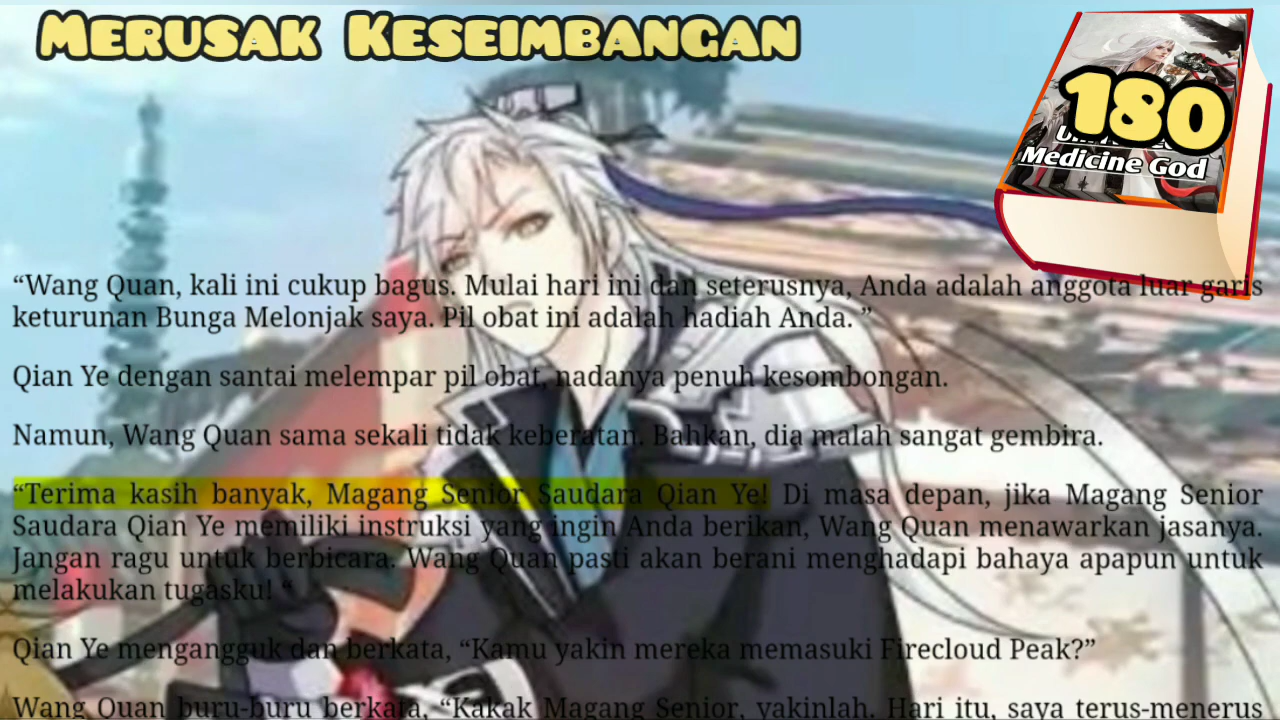 Merusak Keseimbangan
180
Medicine God
“Wang Quan, kali ini cukup bagus. Mulai hari ini dan seterusnya, Anda adalah anggota luar garis
keturunan Bunga Melonjak saya. Pil obat ini adalah hadiah Anda. ”
Qian Ye dengan santai melempar pil obat, nadanya penuh kesombongan.
Namun, Wang Quan sama sekali tidak keberatan. Bahkan, dia malah sangat gembira.
“Terima kasih banyak, Magang Senior Saudara Qian Ye! Di masa depan, jika Magang Senior
Saudara Qian Ye memiliki instruksi yang ingin Anda berikan, Wang Quan menawarkan jasanya.
Jangan ragu untuk berbicara. Wang Quan pasti akan berani menghadapi bahaya apapun untuk
melakukan tugasku! “
Qian Ye mengangguk dan berkata, “Kamu yakin mereka memasuki Firecloud Peak?”
Wang Quan buru-buru berkata, “Kakak Magang Senior, yakinlah. Hari itu, saya terus-menerus